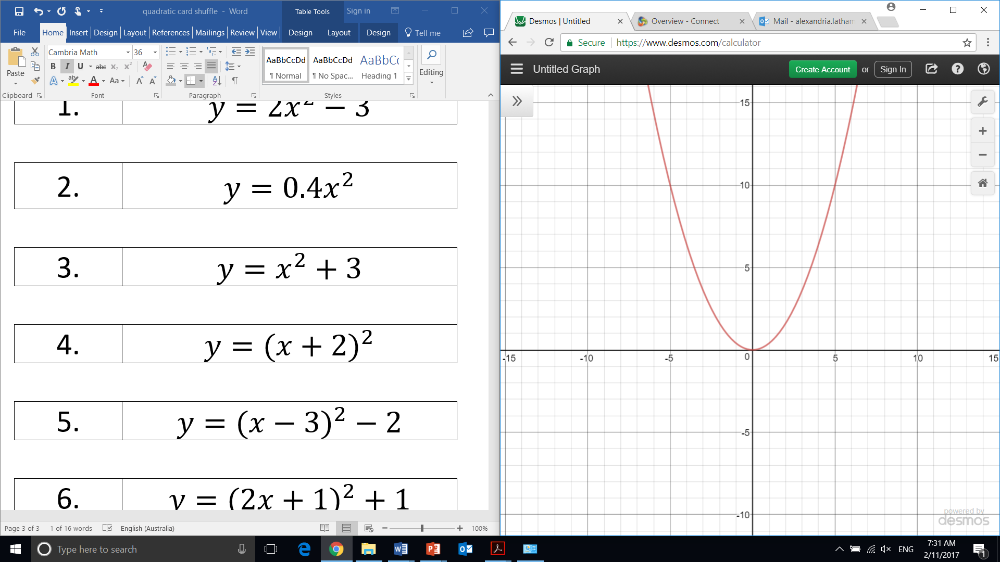 quadratic card shuffle - Word
Table Tools
Sign in
File Home Insert Design Layout References Mailings Review View Design Layout Design Tell me
Cambria Math 36
Paste
B I U abc x₂ x²
A aby A Aa A A
AaBbCcDd AaBbCcDd AaBbCc
¶ Normal ¶ No Spac... Heading 1
Editing
Clipboard Font Paragraph Styles
1. y = 2x² − 3
2. y = 0.4x²
3. y = x² + 3
4. y = (x + 2)²
5. y = (x − 3)² − 2
6. y = (2x + 1)² + 1
Page 3 of 3 1 of 16 words English (Australia) 100%
Desmos | Untitled Overview - Connect Mail - alexandria.latham
Secure https://www.desmos.com/calculator
Untitled Graph Create Account or Sign In
15
10
5
-15 -10 -5 0 5 10 15
-5
-10
powered by
desmos
Type here to search
ENG
7:31 AM
2/11/2017
1